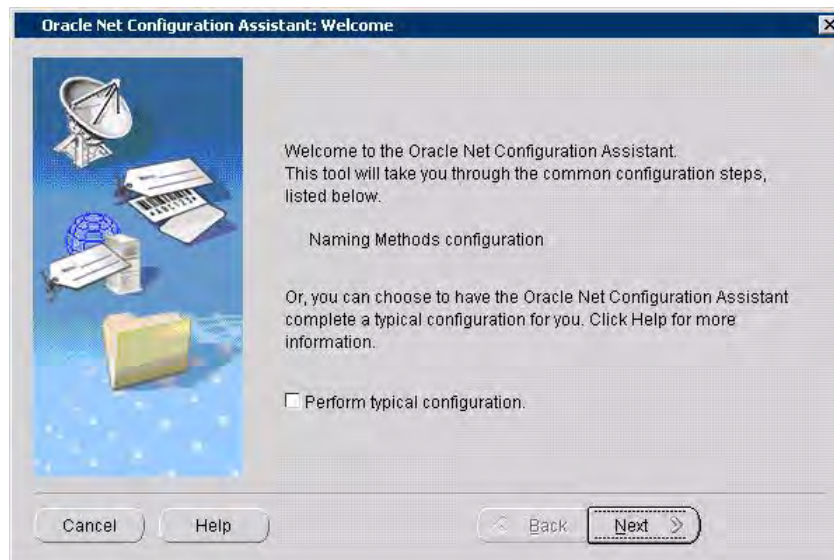 Oracle Net Configuration Assistant: Welcome
Welcome to the Oracle Net Configuration Assistant.
This tool will take you through the common configuration steps,
listed below.
Naming Methods configuration
Or, you can choose to have the Oracle Net Configuration Assistant
complete a typical configuration for you. Click Help for more
information.
Perform typical configuration.
Cancel
Help
Back
Next